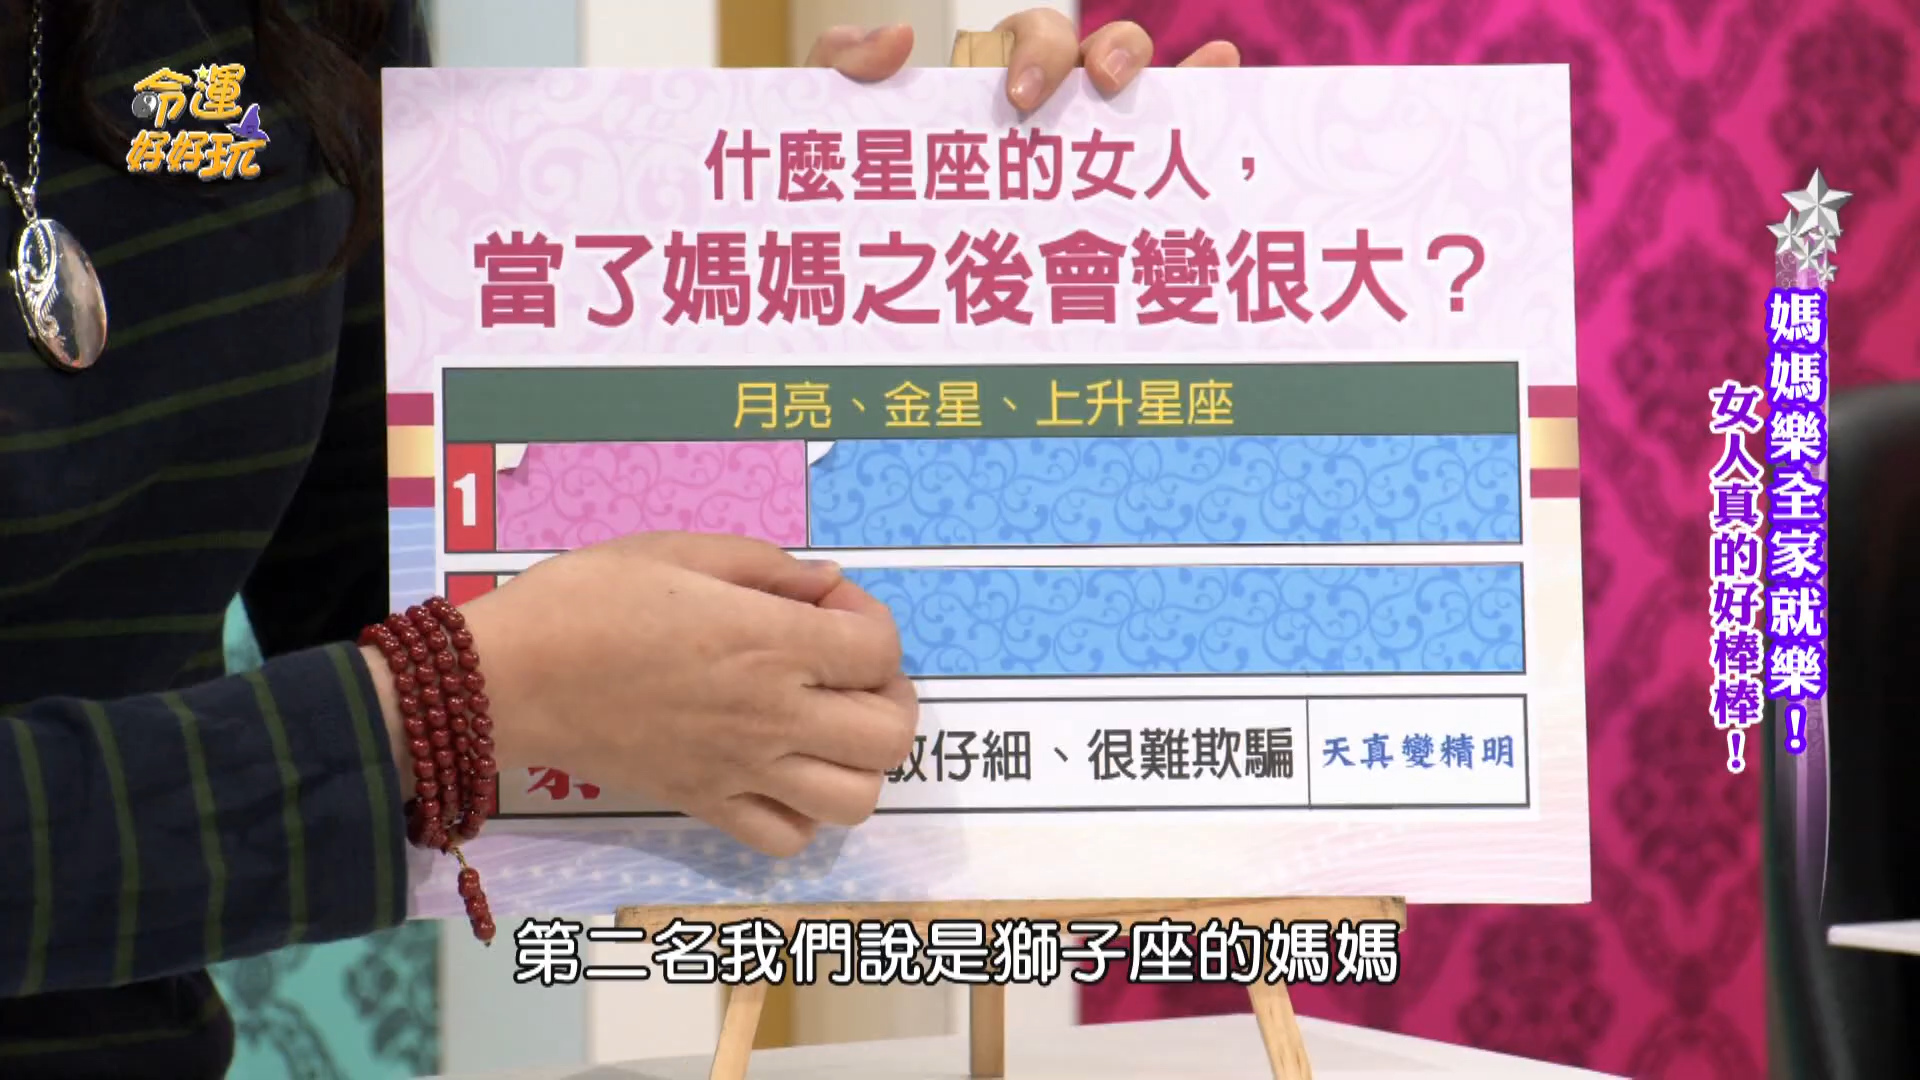 命運
好好玩
什麼星座的女人，
當了媽媽之後會變很大？
月亮、金星、上升星座
1
仔細、很難欺騙
天真變精明
媽媽樂全家就樂！
女人真的好棒棒！
第二名我們說是獅子座的媽媽